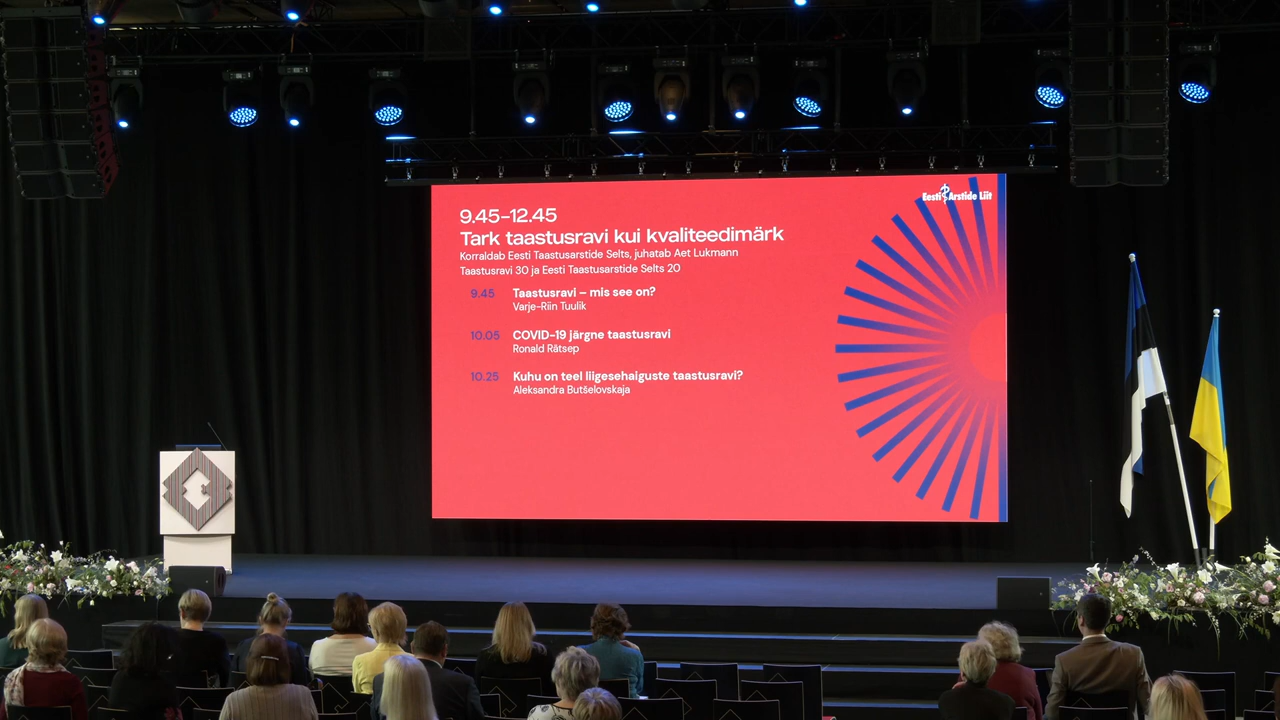 Eesti Arstide Liit
9.45–12.45
Tark taastusravi kui kvaliteedimärk
Korraldab Eesti Taastusarstide Selts, juhatab Aet Lukmann
Taastusravi 30 ja Eesti Taastusarstide Selts 20
9.45 Taastusravi – mis see on?
Varje-Riin Tuulik
10.05 COVID-19 järgne taastusravi
Ronald Rätsep
10.25 Kuhu on teel liigesehaiguste taastusravi?
Aleksandra Butšelovskaja